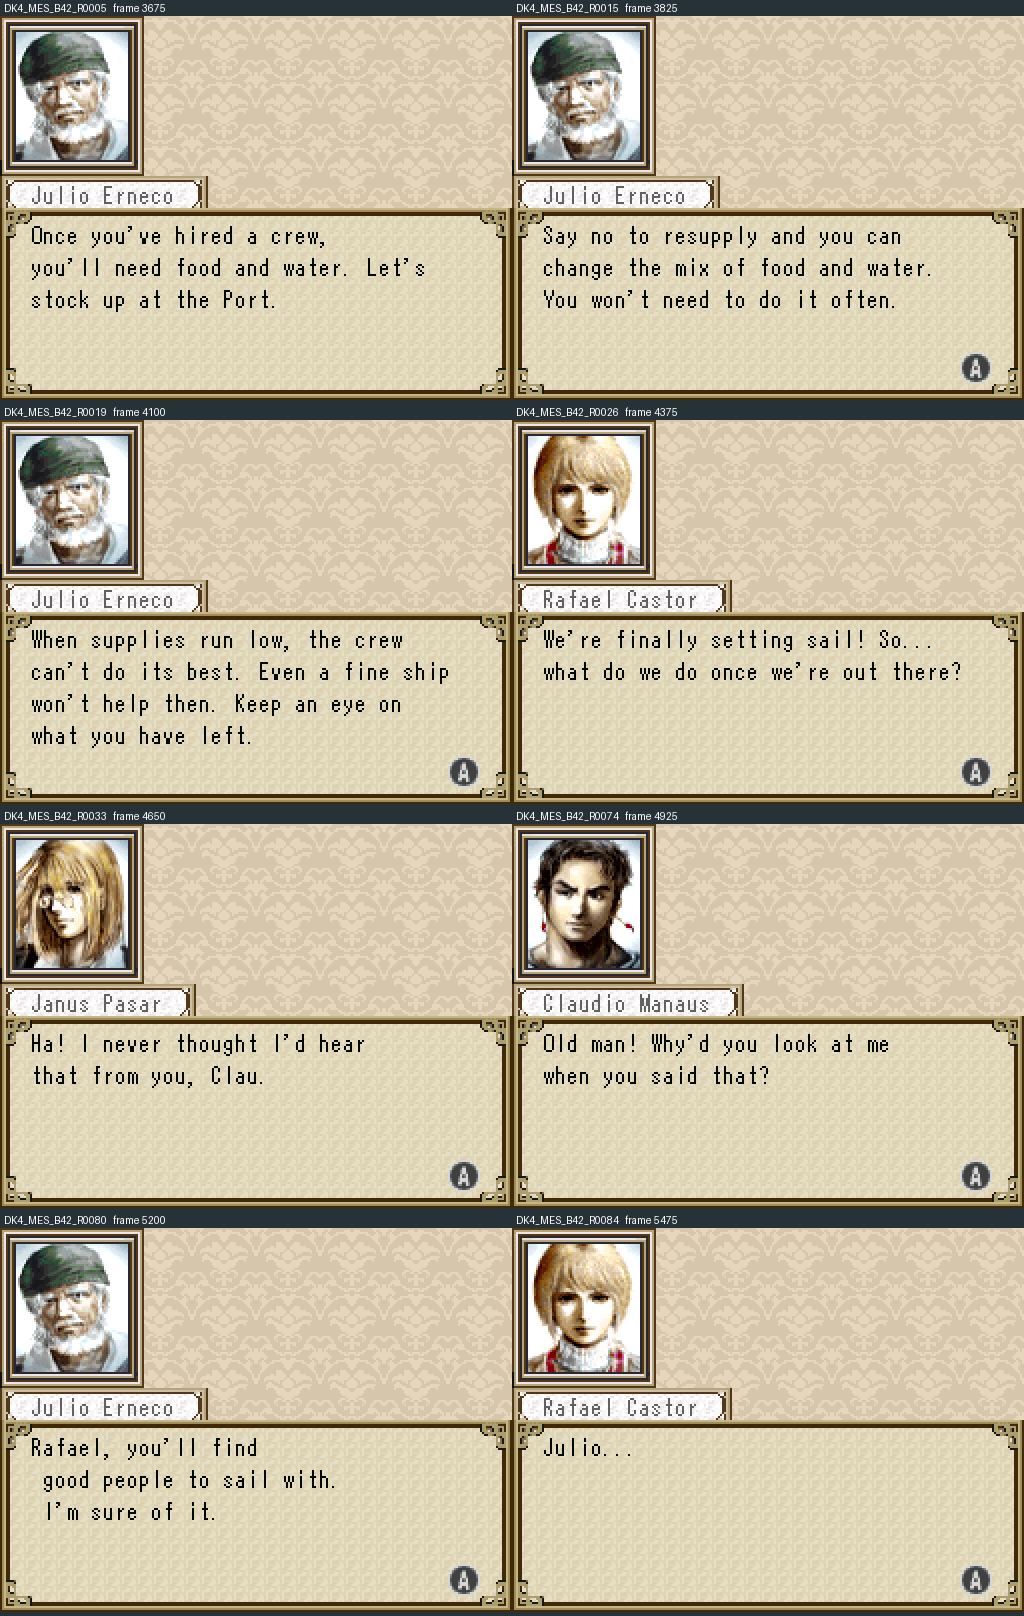 DK4_MES_B42_R0005 frame 3675
Julio Erneco
Once you've hired a crew,
you'll need food and water. Let's
stock up at the Port.
DK4_MES_B42_R0015 frame 3825
Julio Erneco
Say no to resupply and you can
change the mix of food and water.
You won't need to do it often.
A
DK4_MES_B42_R0019 frame 4100
Julio Erneco
When supplies run low, the crew
can't do its best. Even a fine ship
won't help then. Keep an eye on
what you have left.
A
DK4_MES_B42_R0026 frame 4375
Rafael Castor
We're finally setting sail! So...
what do we do once we're out there?
A
DK4_MES_B42_R0033 frame 4650
Janus Pasar
Ha! I never thought I'd hear
that from you, Clau.
A
DK4_MES_B42_R0074 frame 4925
Claudio Manaus
Old man! Why'd you look at me
when you said that?
A
DK4_MES_B42_R0080 frame 5200
Julio Erneco
Rafael, you'll find
good people to sail with.
I'm sure of it.
A
DK4_MES_B42_R0084 frame 5475
Rafael Castor
Julio...
A